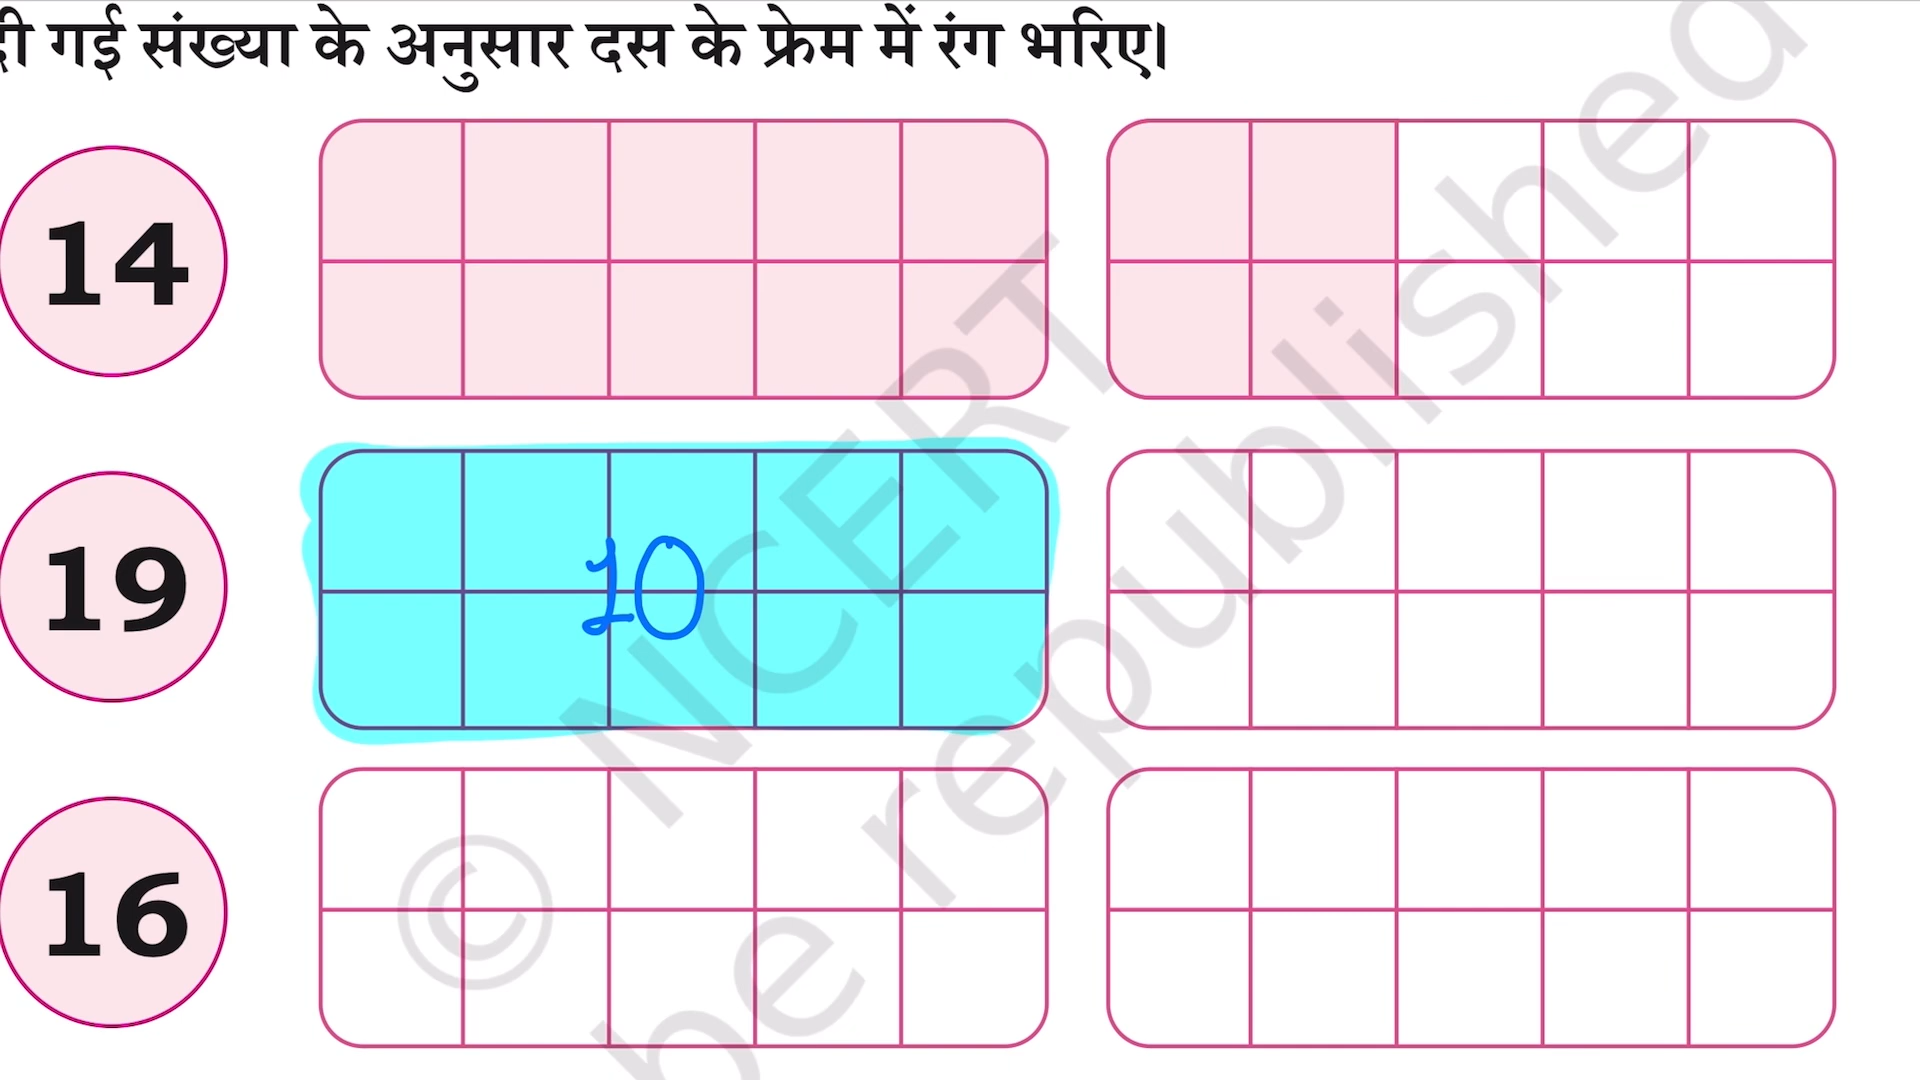 दी गई संख्या के अनुसार दस के फ्रेम में रंग भरिए।
14
19
10
16
© NCERT
be republished